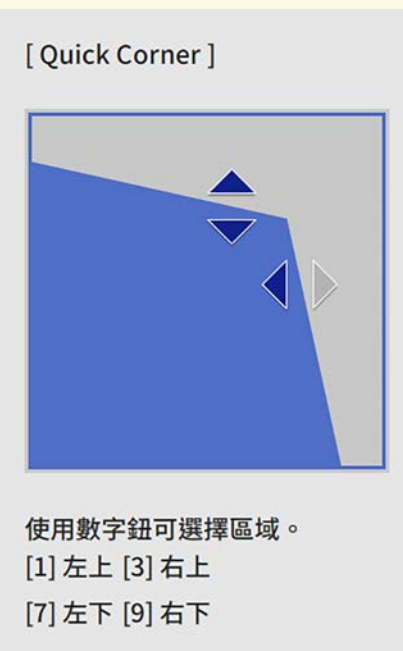 [ Quick Corner ]
使用數字鈕可選擇區域。
[1] 左上 [3] 右上
[7] 左下 [9] 右下